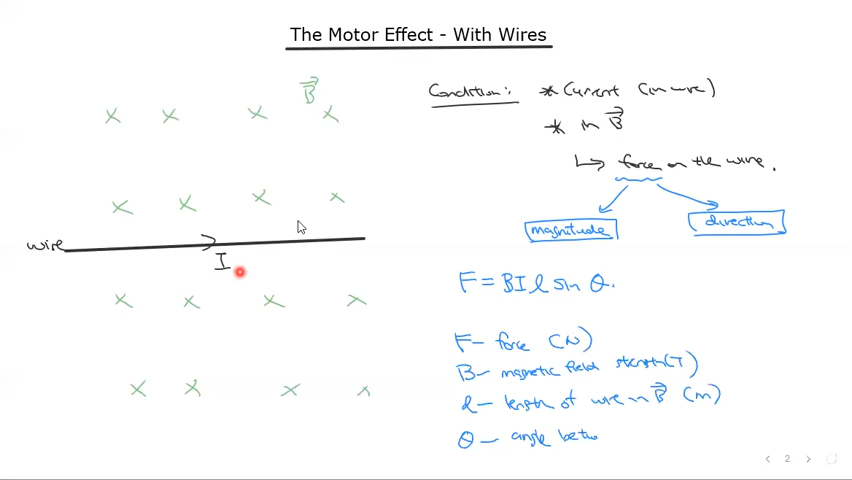 The Motor Effect - With Wires
B
Condition: * Current (in wire)
* in B
↳ force on the wire.
magnitude
direction
wire
I
F = BIl sin θ.
F - force (N)
B - magnetic field (T)
l - length of wire in B (m)
θ - angle betw
2